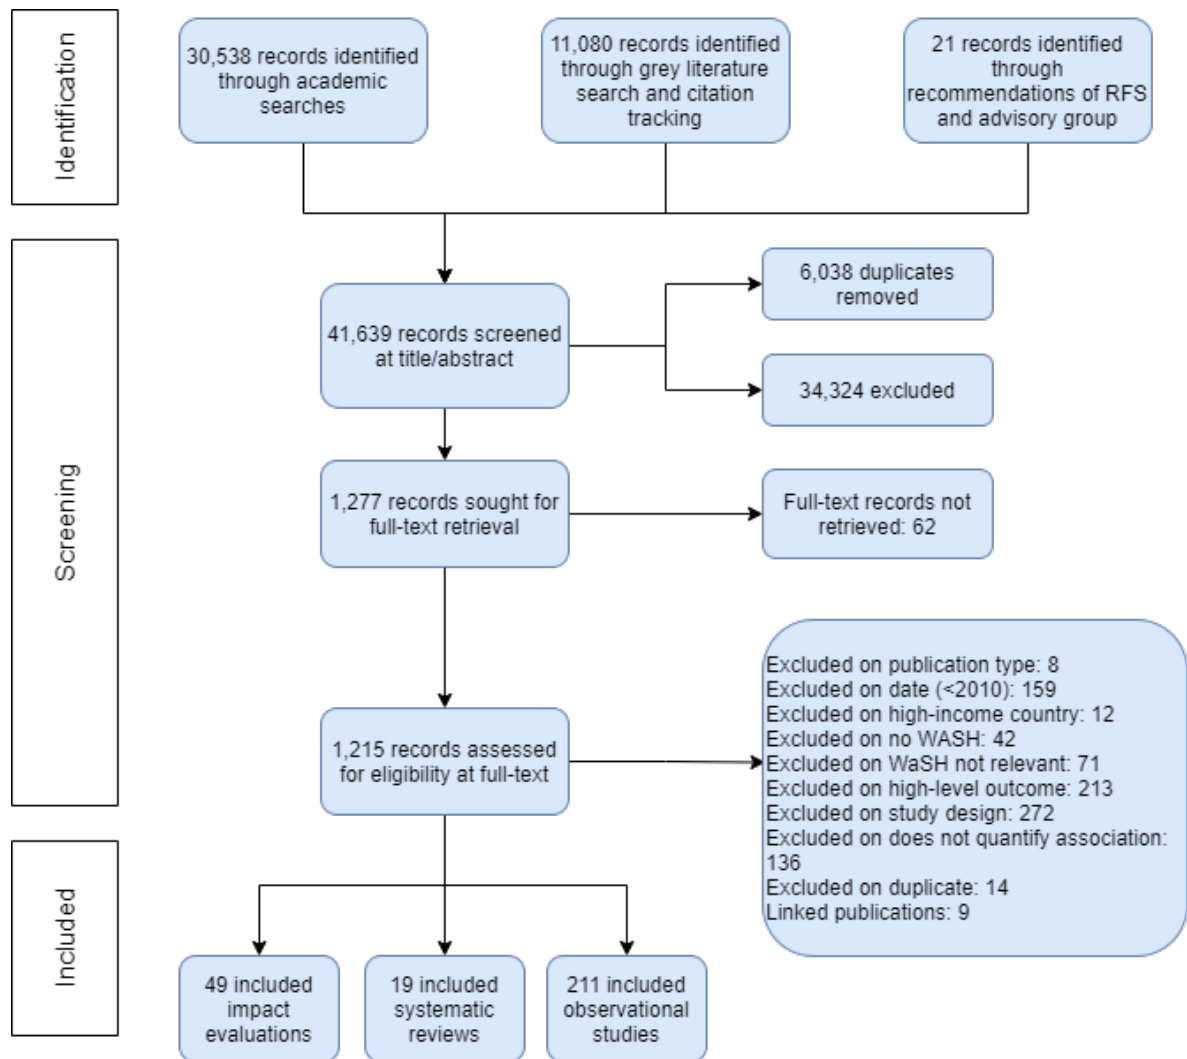 Identification
30,538 records identified
through academic
searches
11,080 records identified
through grey literature
search and citation
tracking
21 records identified
through
recommendations of RFS
and advisory group
Screening
41,639 records screened
at title/abstract
6,038 duplicates
removed
34,324 excluded
1,277 records sought for
full-text retrieval
Full-text records not
retrieved: 62
1,215 records assessed
for eligibility at full-text
Excluded on publication type: 8
Excluded on date (<2010): 159
Excluded on high-income country: 12
Excluded on no WASH: 42
Excluded on WaSH not relevant: 71
Excluded on high-level outcome: 213
Excluded on study design: 272
Excluded on does not quantify association:
136
Excluded on duplicate: 14
Linked publications: 9
Included
49 included
impact
evaluations
19 included
systematic
reviews
211 included
observational
studies